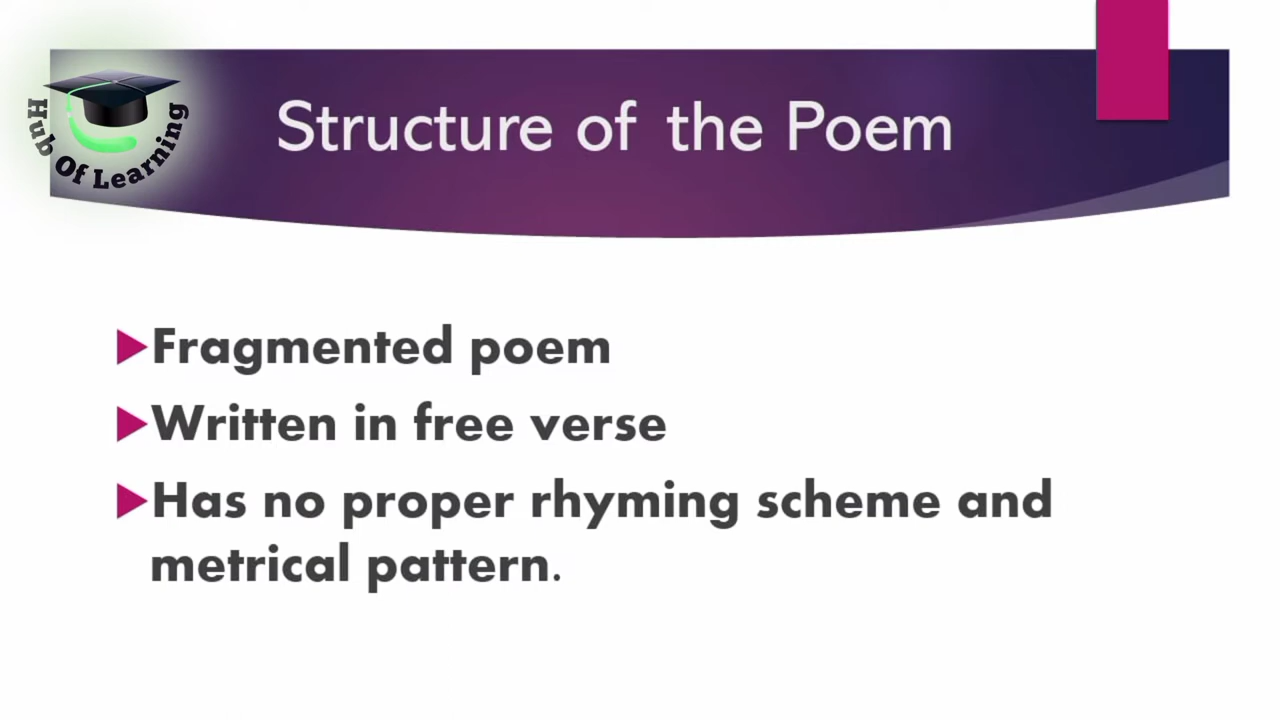 Hub Of Learning
Structure of the Poem
Fragmented poem
Written in free verse
Has no proper rhyming scheme and
metrical pattern.